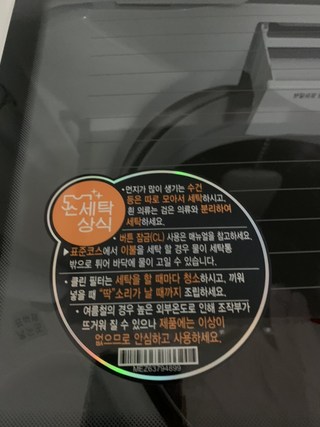 세탁
상식
• 먼지가 많이 생기는 수건
등은 따로 모아서 세탁하시고,
흰 의류는 검은 의류와 분리하여
세탁하세요.
• 버튼 잠금(CL) 사용은 매뉴얼을 참고하세요.
▶ 표준코스에서 이불을 세탁 할 경우 물이 세탁통
밖으로 튀어 바닥에 물이 고일 수 있습니다.
• 클린 필터는 세탁을 할 때마다 청소하시고, 끼워
넣을 때 "딱"소리가 날 때까지 조립하세요.
• 여름철의 경우 높은 외부온도로 인해 조작부가
뜨거워 질 수 있으나 제품에는 이상이
없으므로 안심하고 사용하세요.
MEZ63794899